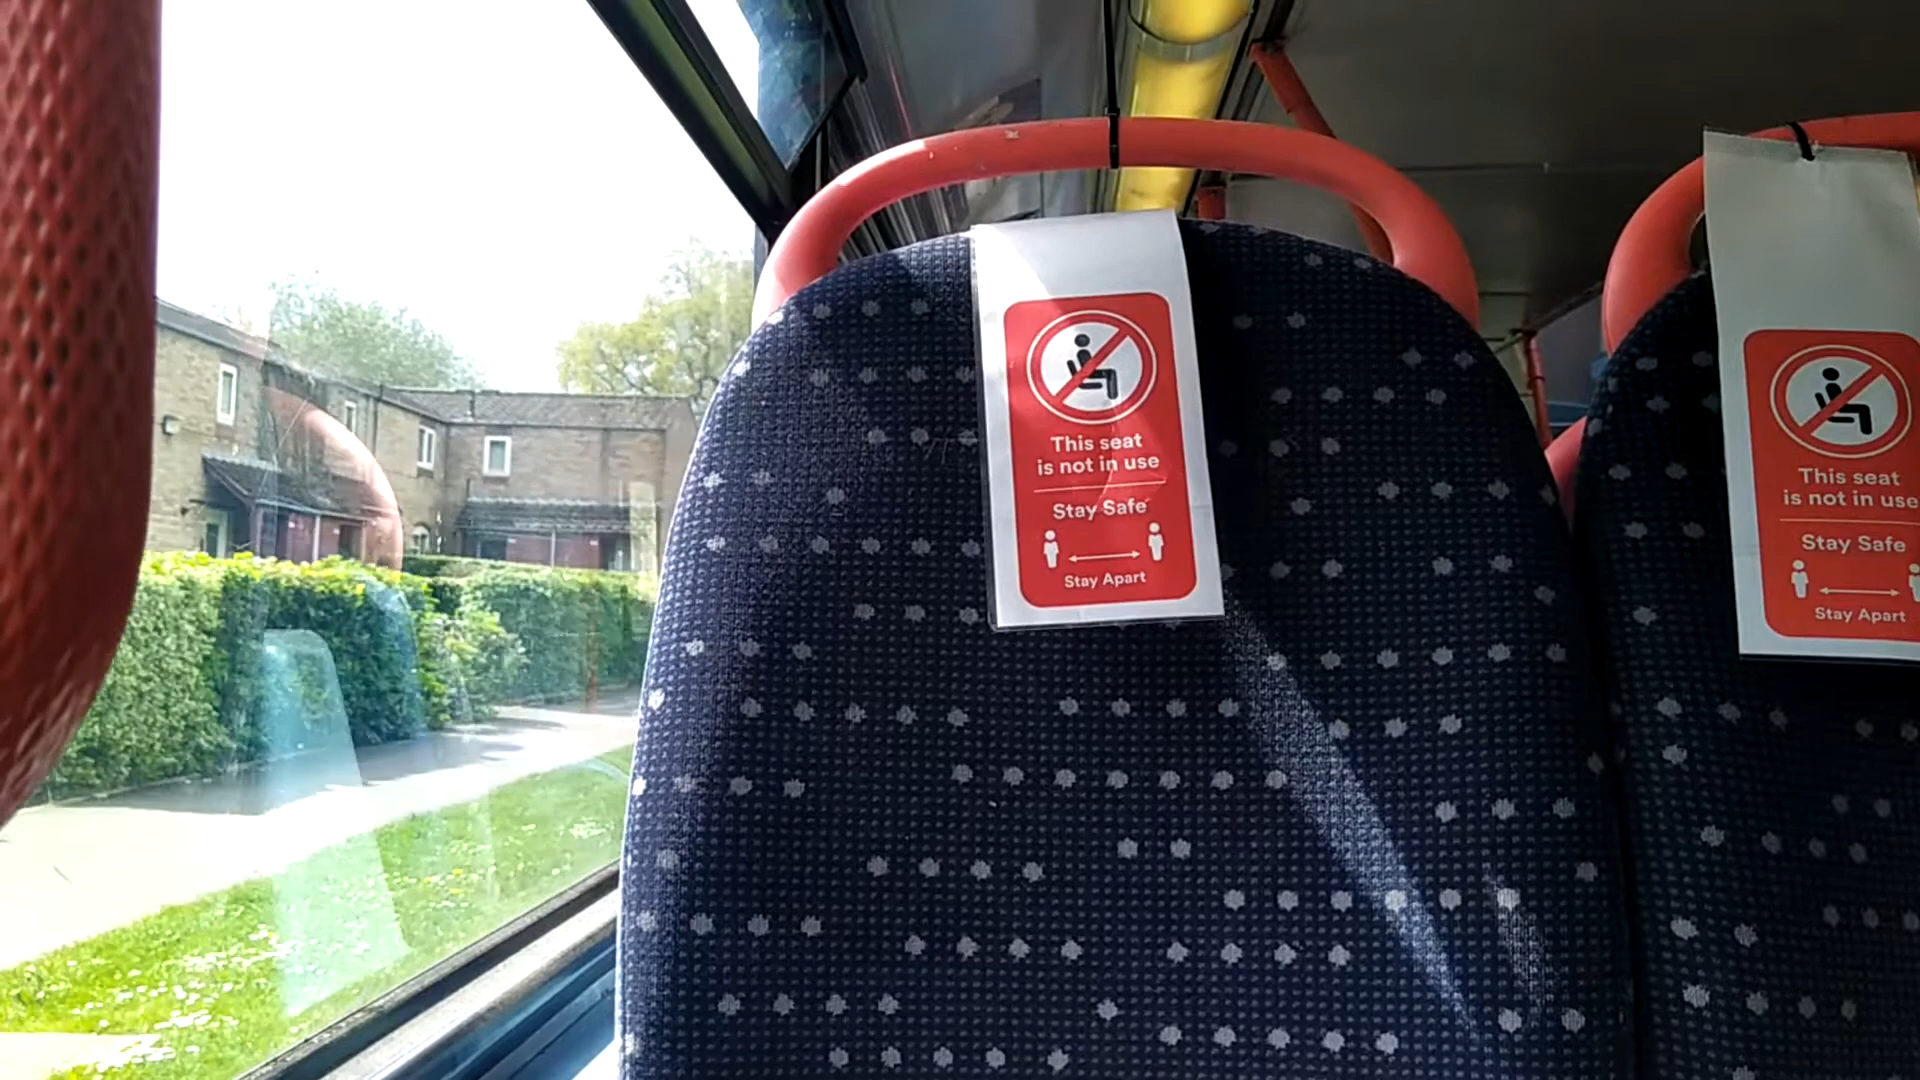 This seat
is not in use
Stay Safe
Stay Apart
This seat
is not in use
Stay Safe
Stay Apart